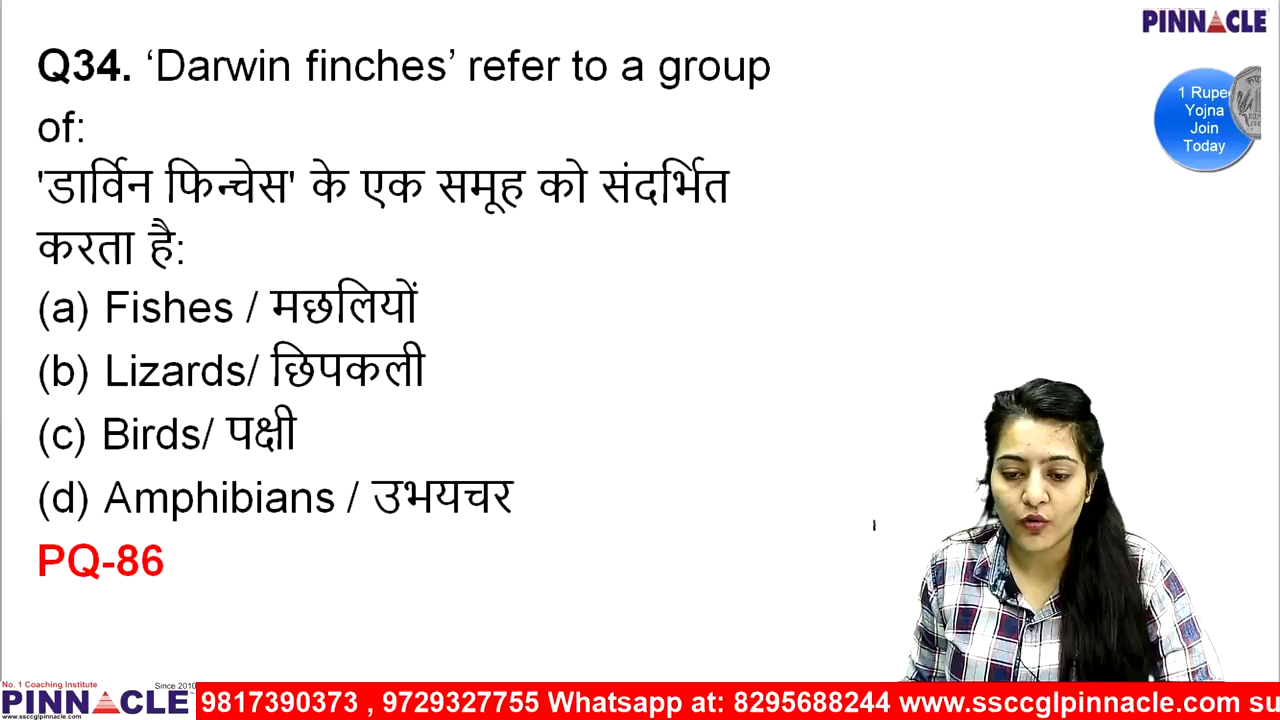 PINNACLE
Q34. ‘Darwin finches’ refer to a group
of:
'डार्विन फिन्चेस' के एक समूह को संदर्भित
करता है:
(a) Fishes / मछलियों
(b) Lizards/ छिपकली
(c) Birds/ पक्षी
(d) Amphibians / उभयचर
PQ-86
1 Rupee
Yojna
Join
Today
No. 1 Coaching Institute
Since 2010
PINNACLE
www.ssccglpinnacle.com
9817390373 , 9729327755 Whatsapp at: 8295688244 www.ssccglpinnacle.com su